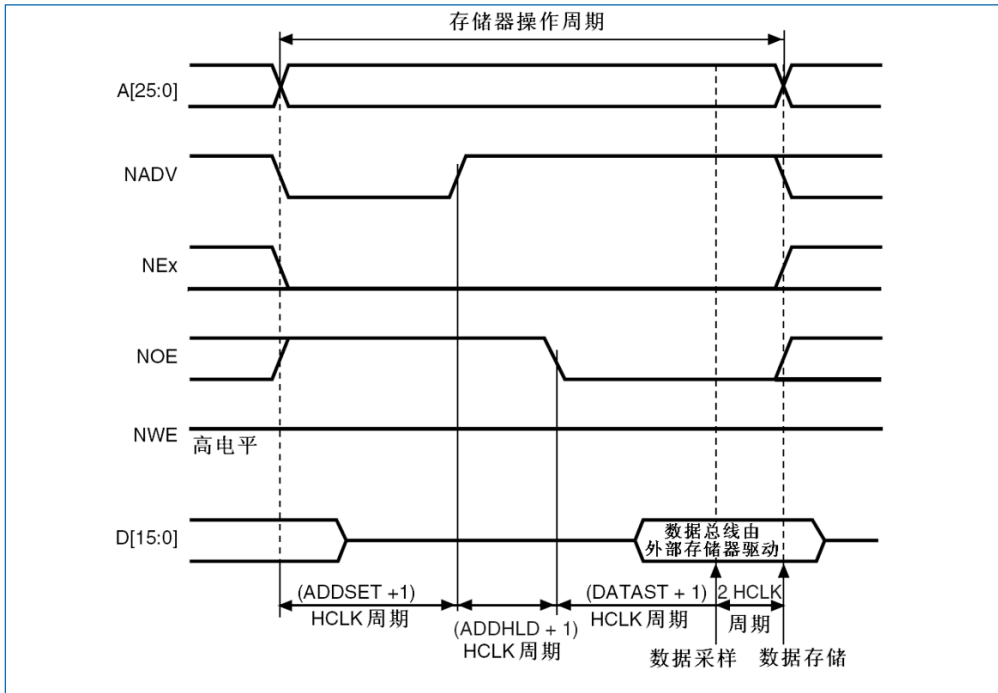 存储器操作周期
A[25:0]
NADV
NEx
NOE
NWE
高电平
D[15:0]
数据总线由
外部存储器驱动
(ADDSET +1)
HCLK 周期
(ADDHLD + 1)
HCLK 周期
(DATAST + 1)
HCLK 周期
2 HCLK
周期
数据采样
数据存储